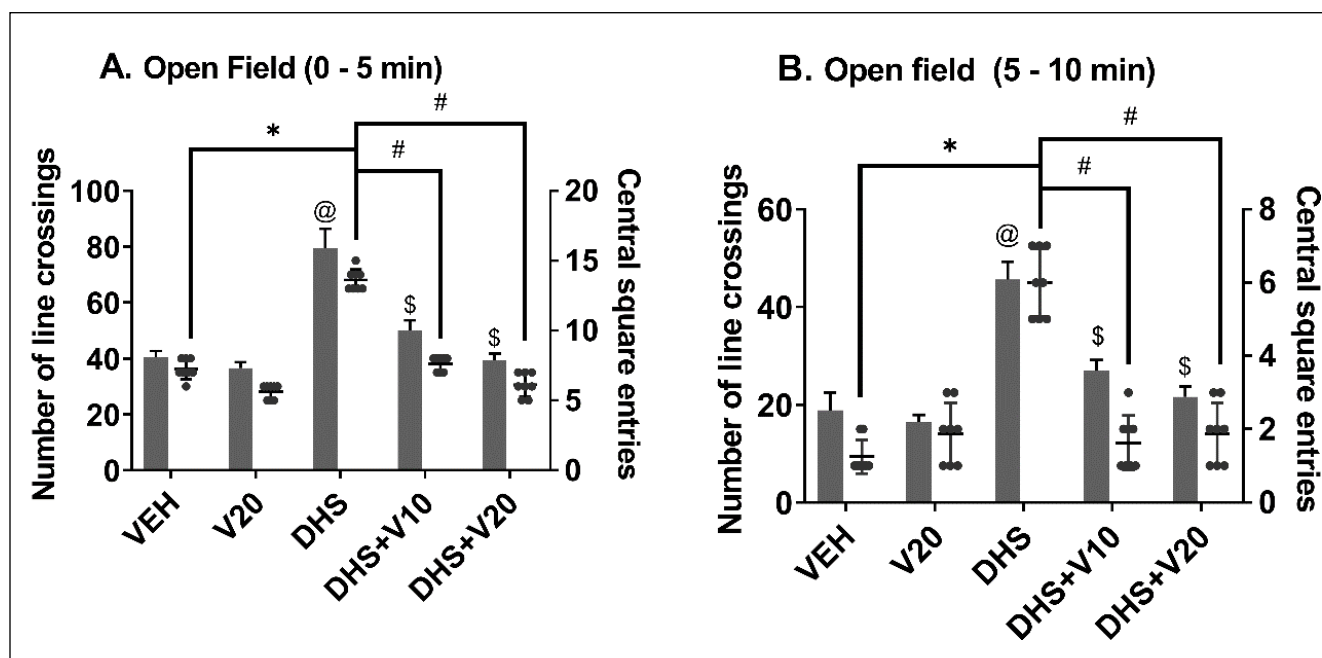 A. Open Field (0 - 5 min)
#
*
#
Number of line crossings
100
80
60
40
20
0
@
$
$
20
15
10
5
0
Central square entries
VEH
V20
DHS
DHS+V10
DHS+V20
B. Open field (5 - 10 min)
#
*
#
Number of line crossings
60
40
20
0
@
$
$
8
6
4
2
0
Central square entries
VEH
V20
DHS
DHS+V10
DHS+V20